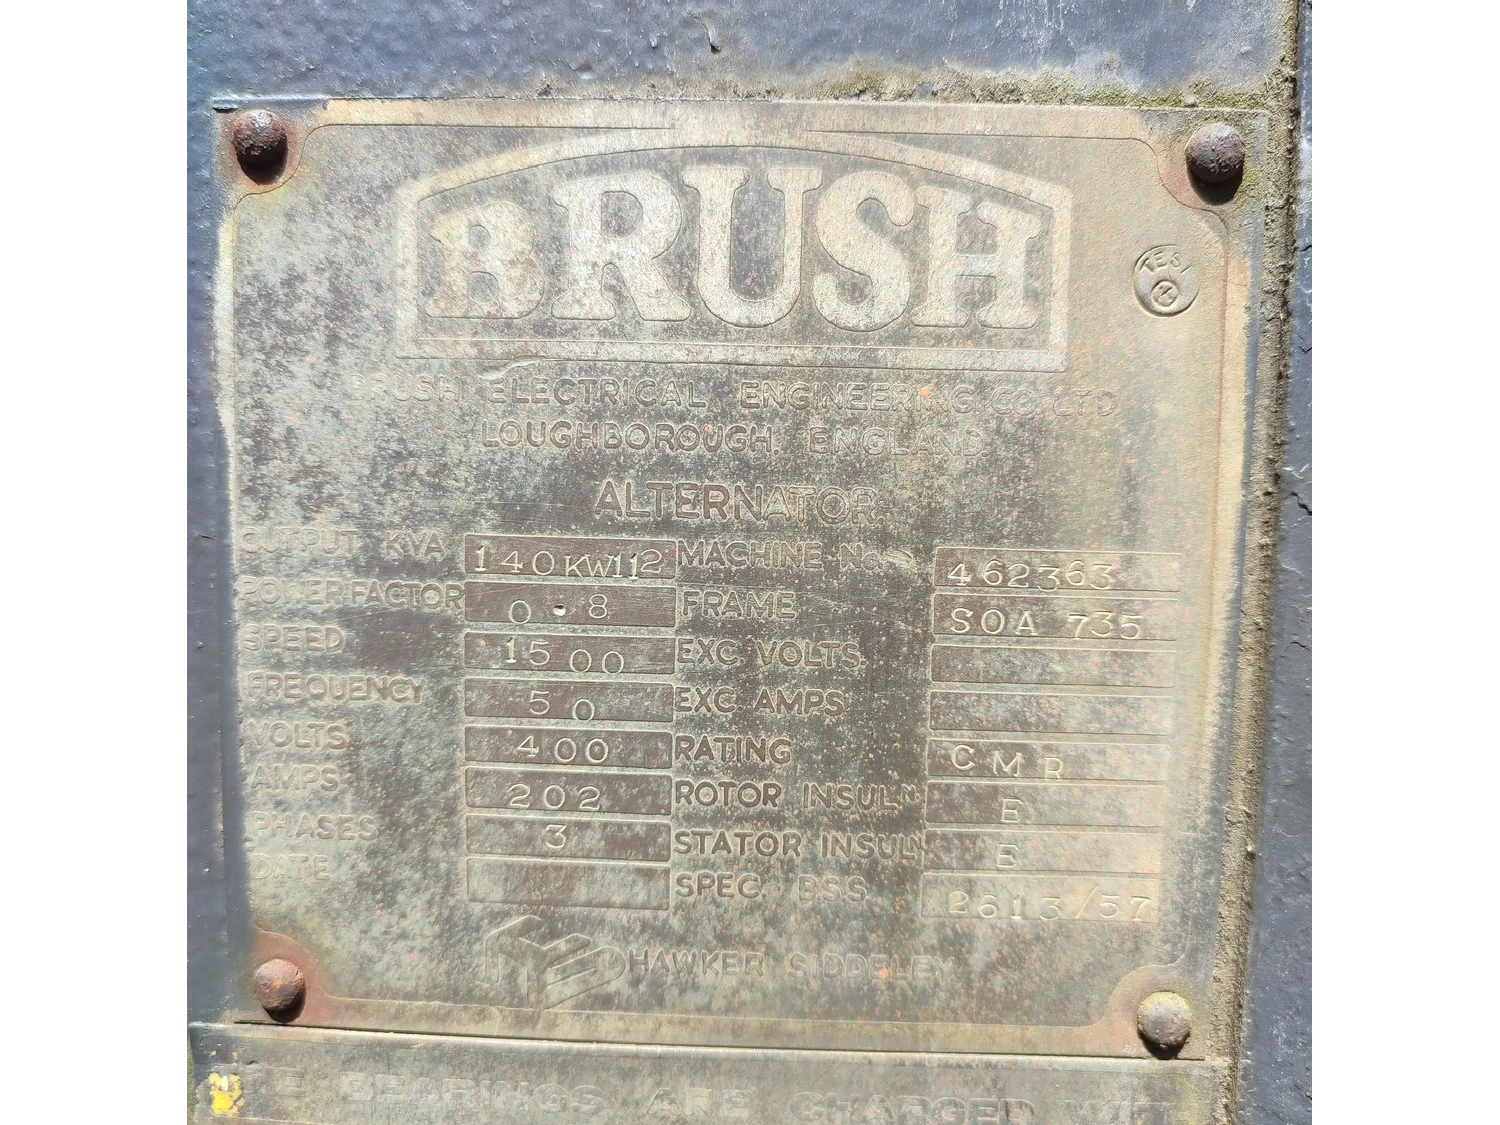 BRUSH
TEST
BRUSH ELECTRICAL ENGINEERING CO LTD
LOUGHBOROUGH. ENGLAND
ALTERNATOR
OUTPUT KVA 140KW112 MACHINE No. 462363
POWER FACTOR 0.8 FRAME SOA 735
SPEED 1500 EXC. VOLTS
FREQUENCY 50 EXC. AMPS
VOLTS 400 RATING CMR
AMPS 202 ROTOR INSULN E
PHASES 3 STATOR INSULN E
DATE SPEC. B.S.S. 2613/57
HAWKER SIDDELEY
BEARINGS ARE CHARGED WITH